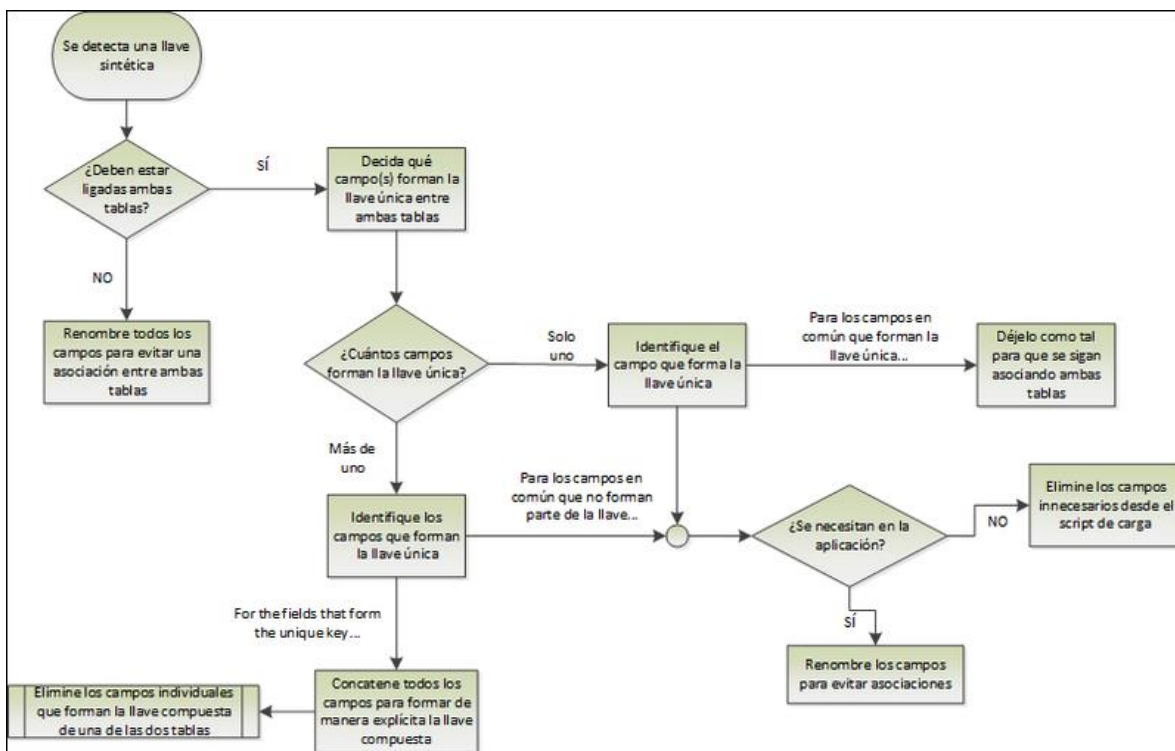 Se detecta una llave
sintética
¿Deben estar
ligadas ambas
tablas?
SÍ
Decida qué
campo(s) forman la
llave única entre
ambas tablas
NO
Renombre todos los
campos para evitar una
asociación entre ambas
tablas
¿Cuántos campos
forman la llave única?
Solo
uno
Identifique el
campo que forma la
llave única
Para los campos en
común que forman la
llave única...
Déjelo como tal
para que se sigan
asociando ambas
tablas
Más de
uno
Identifique los
campos que forman
la llave única
Para los campos en
común que no forman
parte de la llave...
¿Se necesitan en la
aplicación?
NO
Elimine los campos
innecesarios desde el
script de carga
SÍ
Renombre los campos
para evitar asociaciones
For the fields that form
the unique key...
Concatene todos los
campos para formar de
manera explícita la llave
compuesta
Elimine los campos individuales
que forman la llave compuesta
de una de las dos tablas